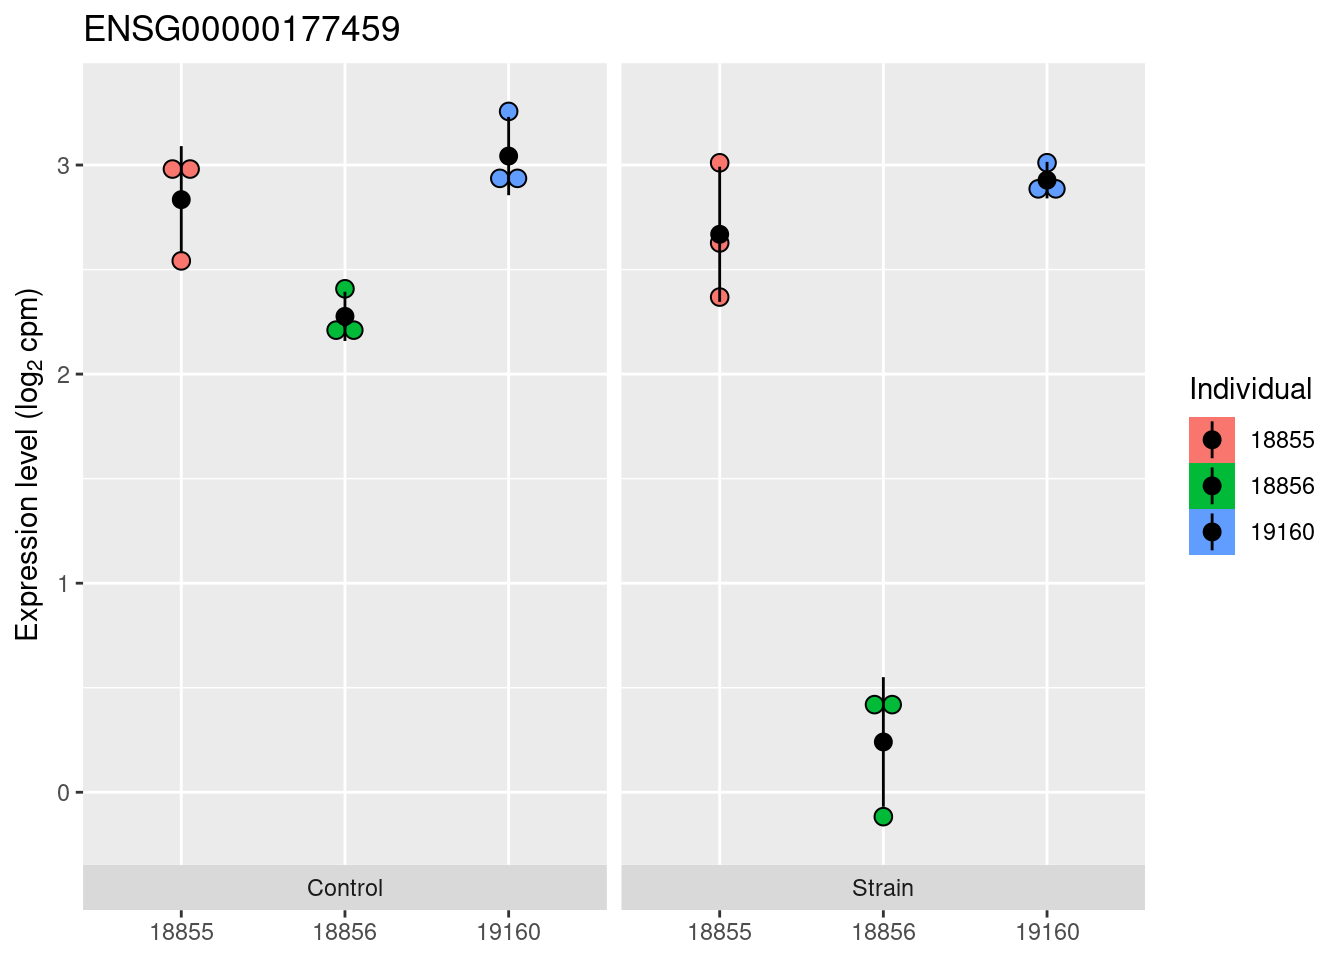 ENSG00000177459
Expression level (log₂ cpm)
3
2
1
0
Control
Strain
18855
18856
19160
18855
18856
19160
Individual
18855
18856
19160